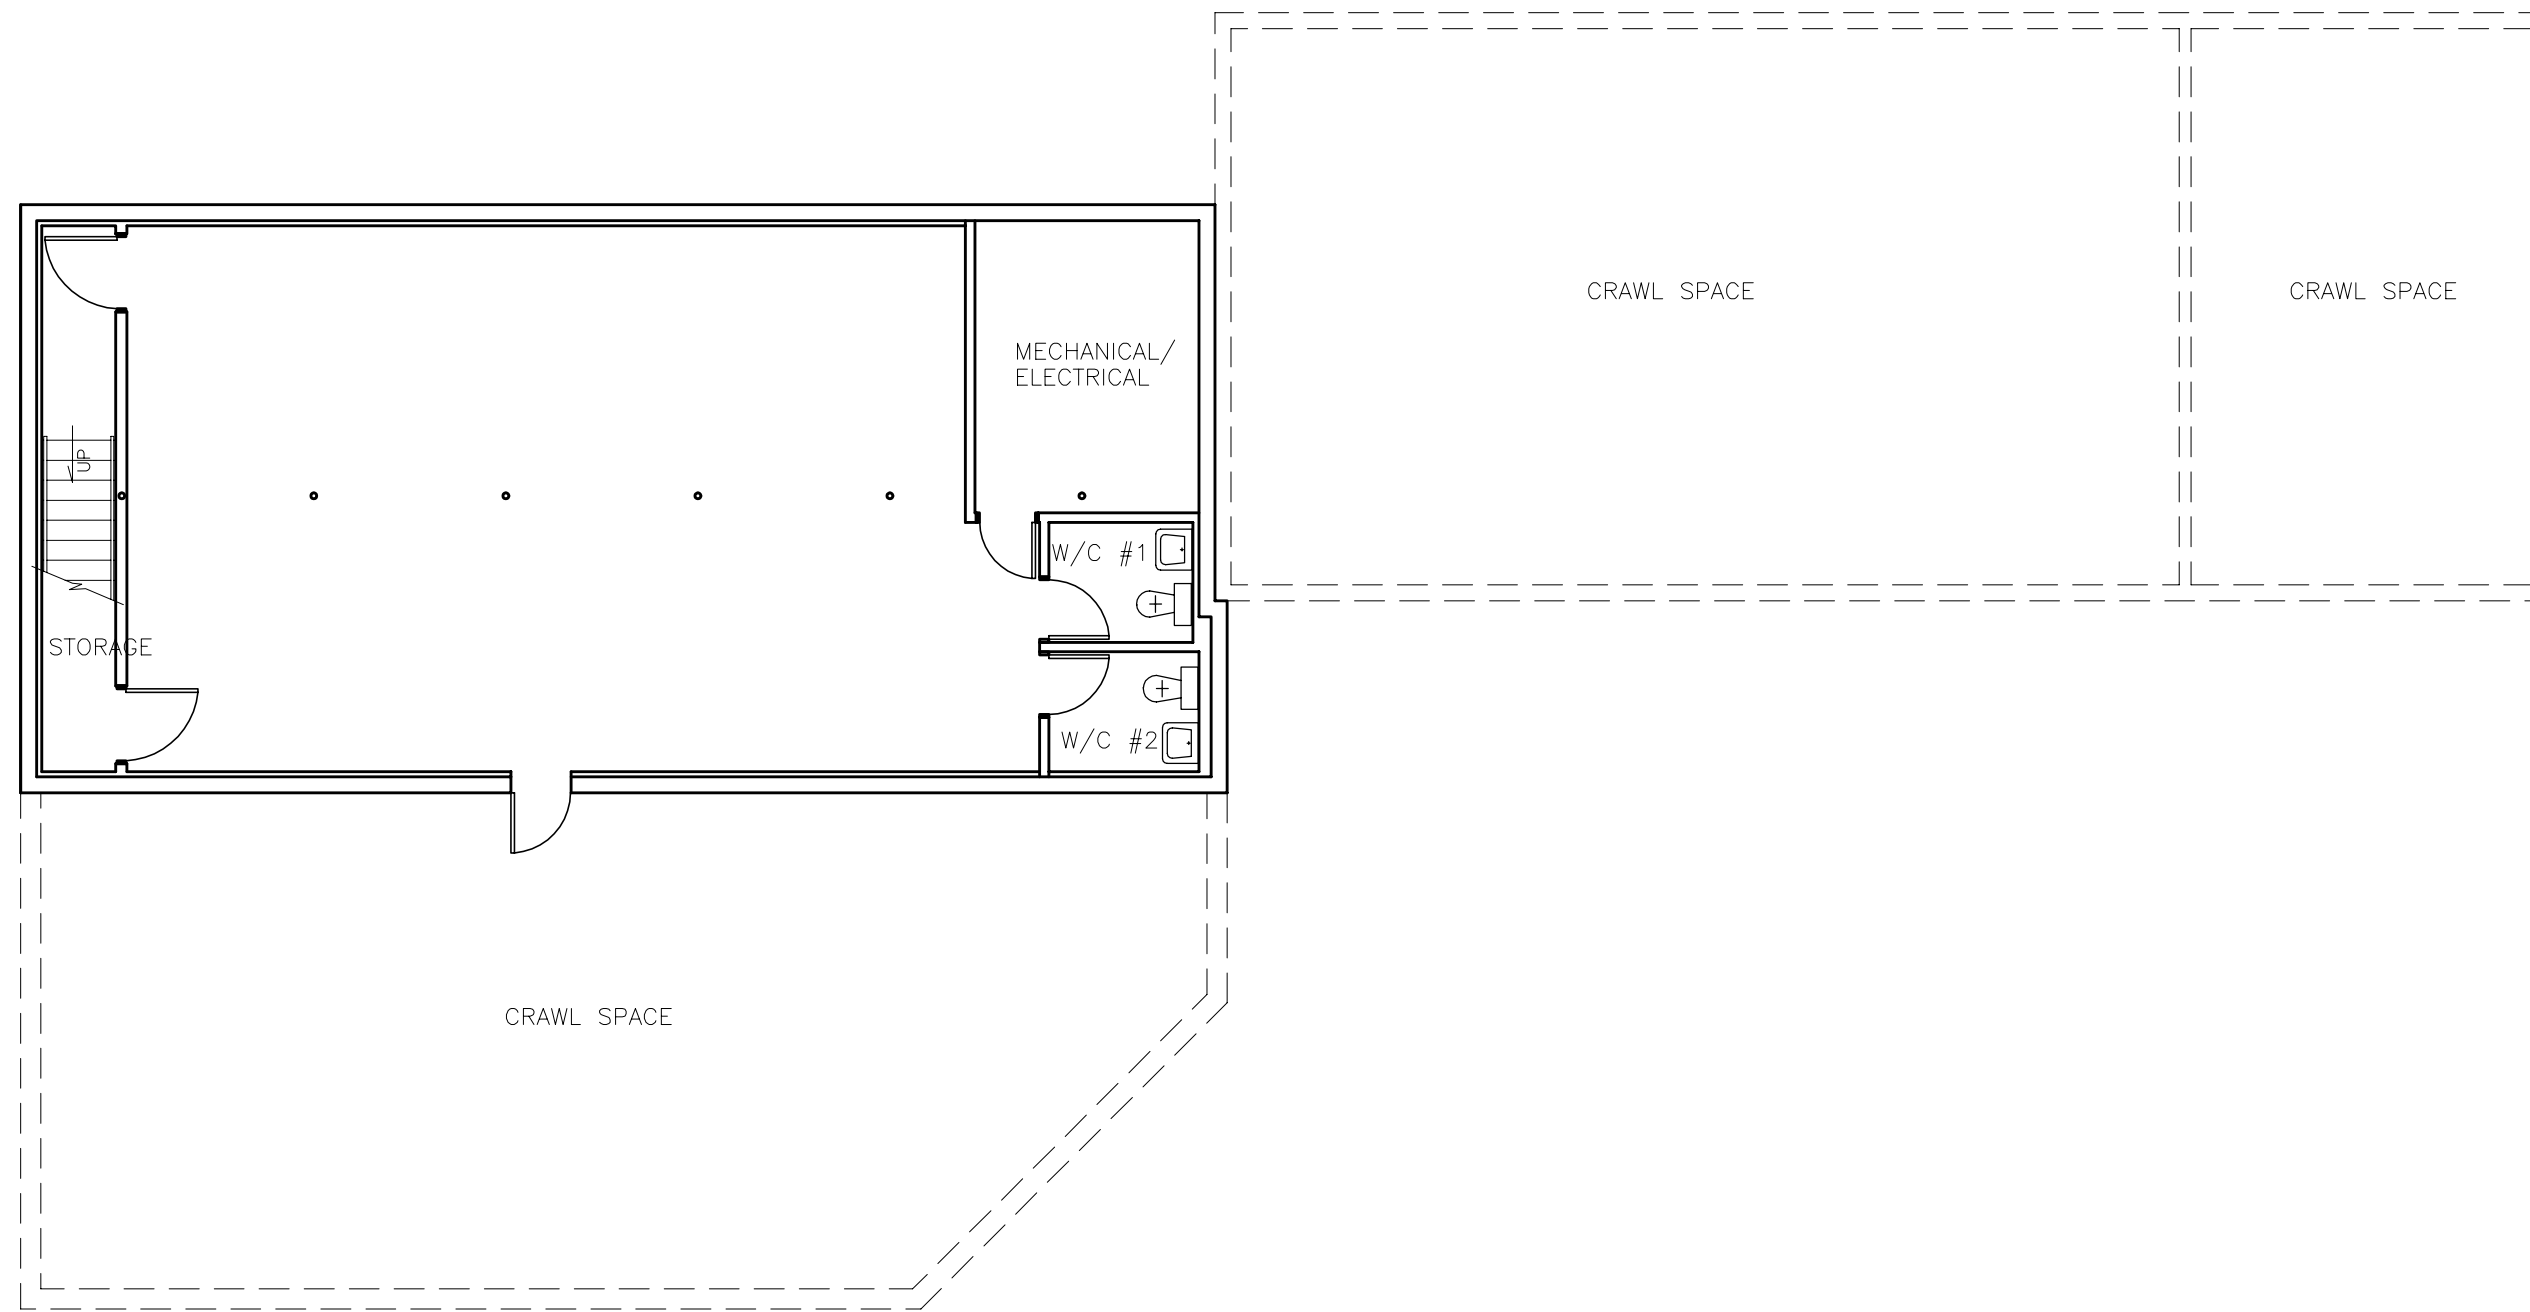 CRAWL SPACE
CRAWL SPACE
MECHANICAL/
ELECTRICAL
UP
W/C #1
STORAGE
W/C #2
CRAWL SPACE